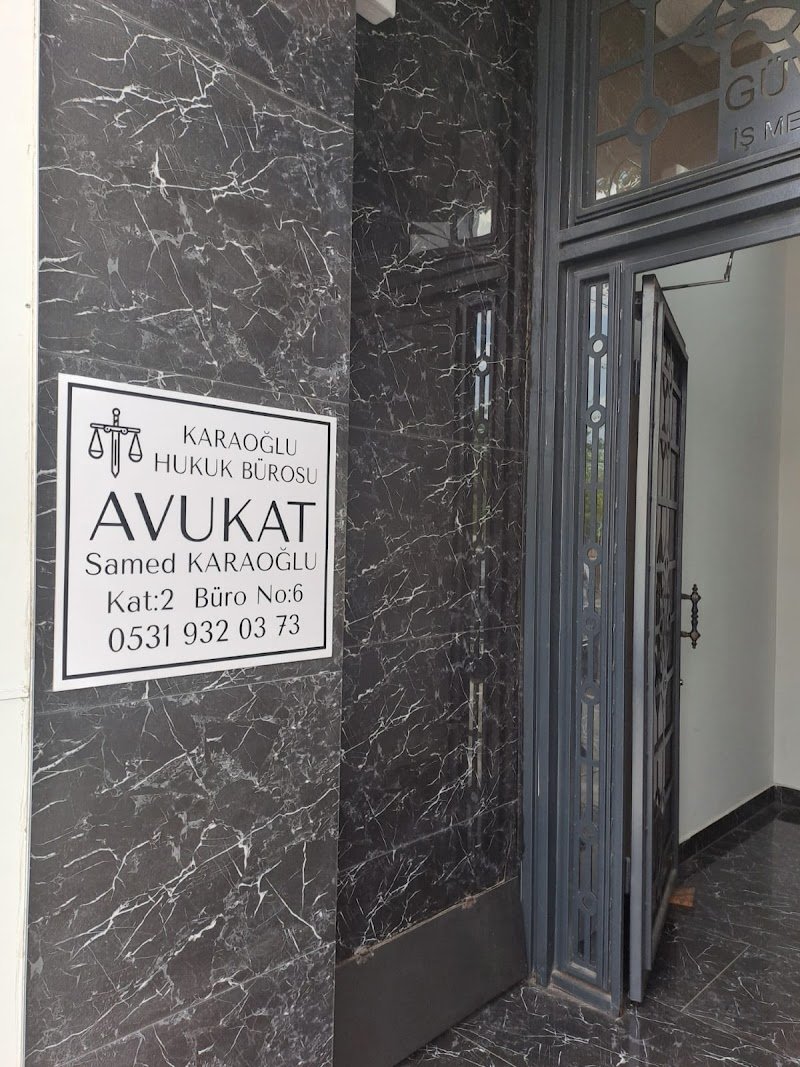 KARAOĞLU
HUKUK BÜROSU
AVUKAT
Samed KARAOĞLU
Kat:2 Büro No:6
0531 932 03 73
İŞ